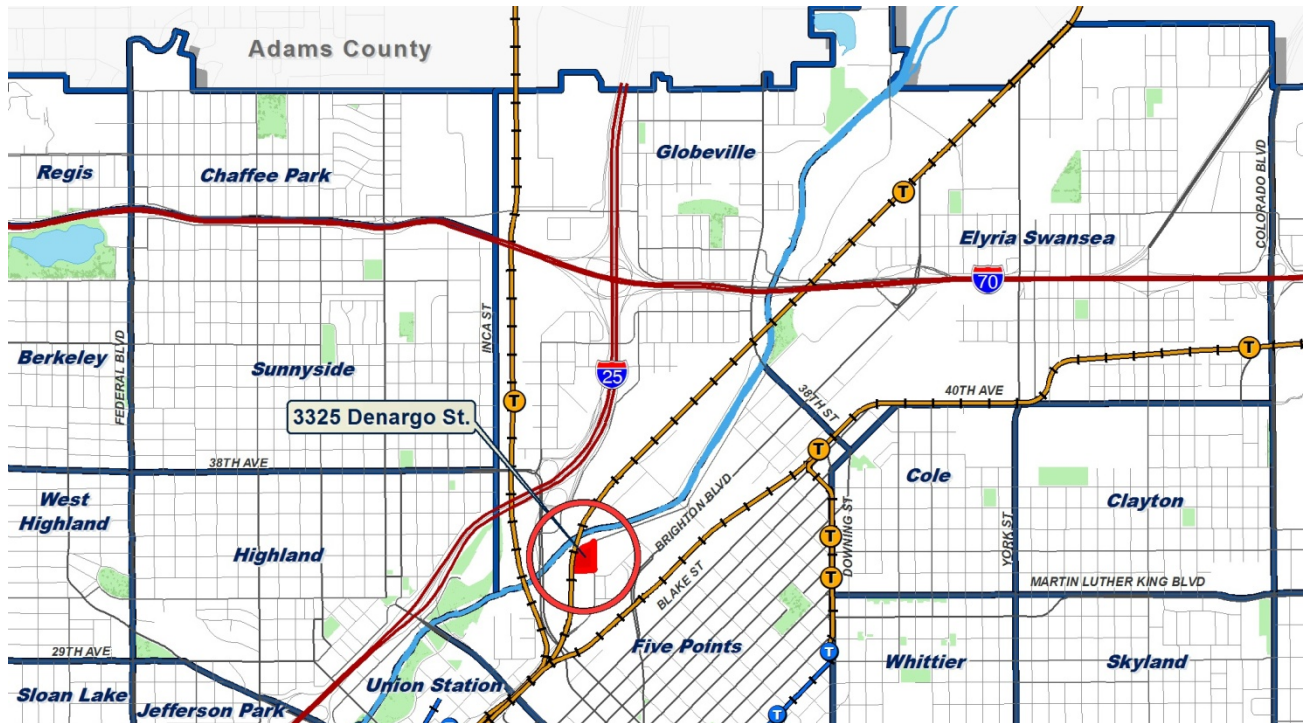 Adams County
Regis
Chaffee Park
Globeville
T
Elyria Swansea
COLORADO BLVD
70
INCA ST
FEDERAL BLVD
Berkeley
Sunnyside
25
T
T
40TH AVE
38TH ST
3325 Denargo St.
38TH AVE
T
Cole
West
Highland
Clayton
Highland
BRIGHTON BLVD
T
DOWNING ST
YORK ST
T
BLAKE ST
MARTIN LUTHER KING BLVD
29TH AVE
Five Points
T
Whittier
Skyland
Sloan Lake
Union Station
Jefferson Park
T
T